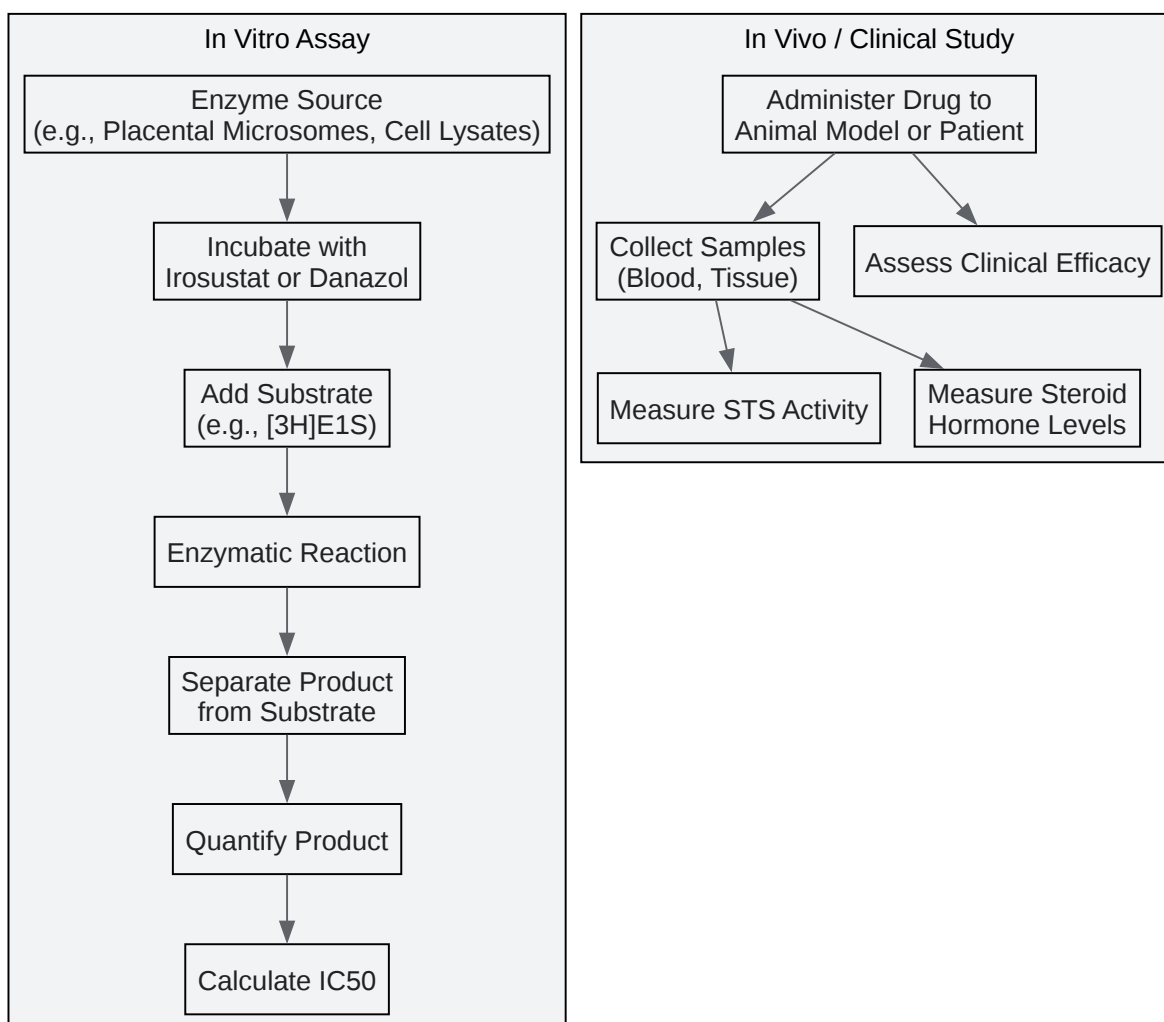 In Vitro Assay
Enzyme Source
(e.g., Placental Microsomes, Cell Lysates)
Incubate with
Irosustat or Danazol
Add Substrate
(e.g., [3H]E1S)
Enzymatic Reaction
Separate Product
from Substrate
Quantify Product
Calculate IC50
In Vivo / Clinical Study
Administer Drug to
Animal Model or Patient
Collect Samples
(Blood, Tissue)
Assess Clinical Efficacy
Measure STS Activity
Measure Steroid
Hormone Levels